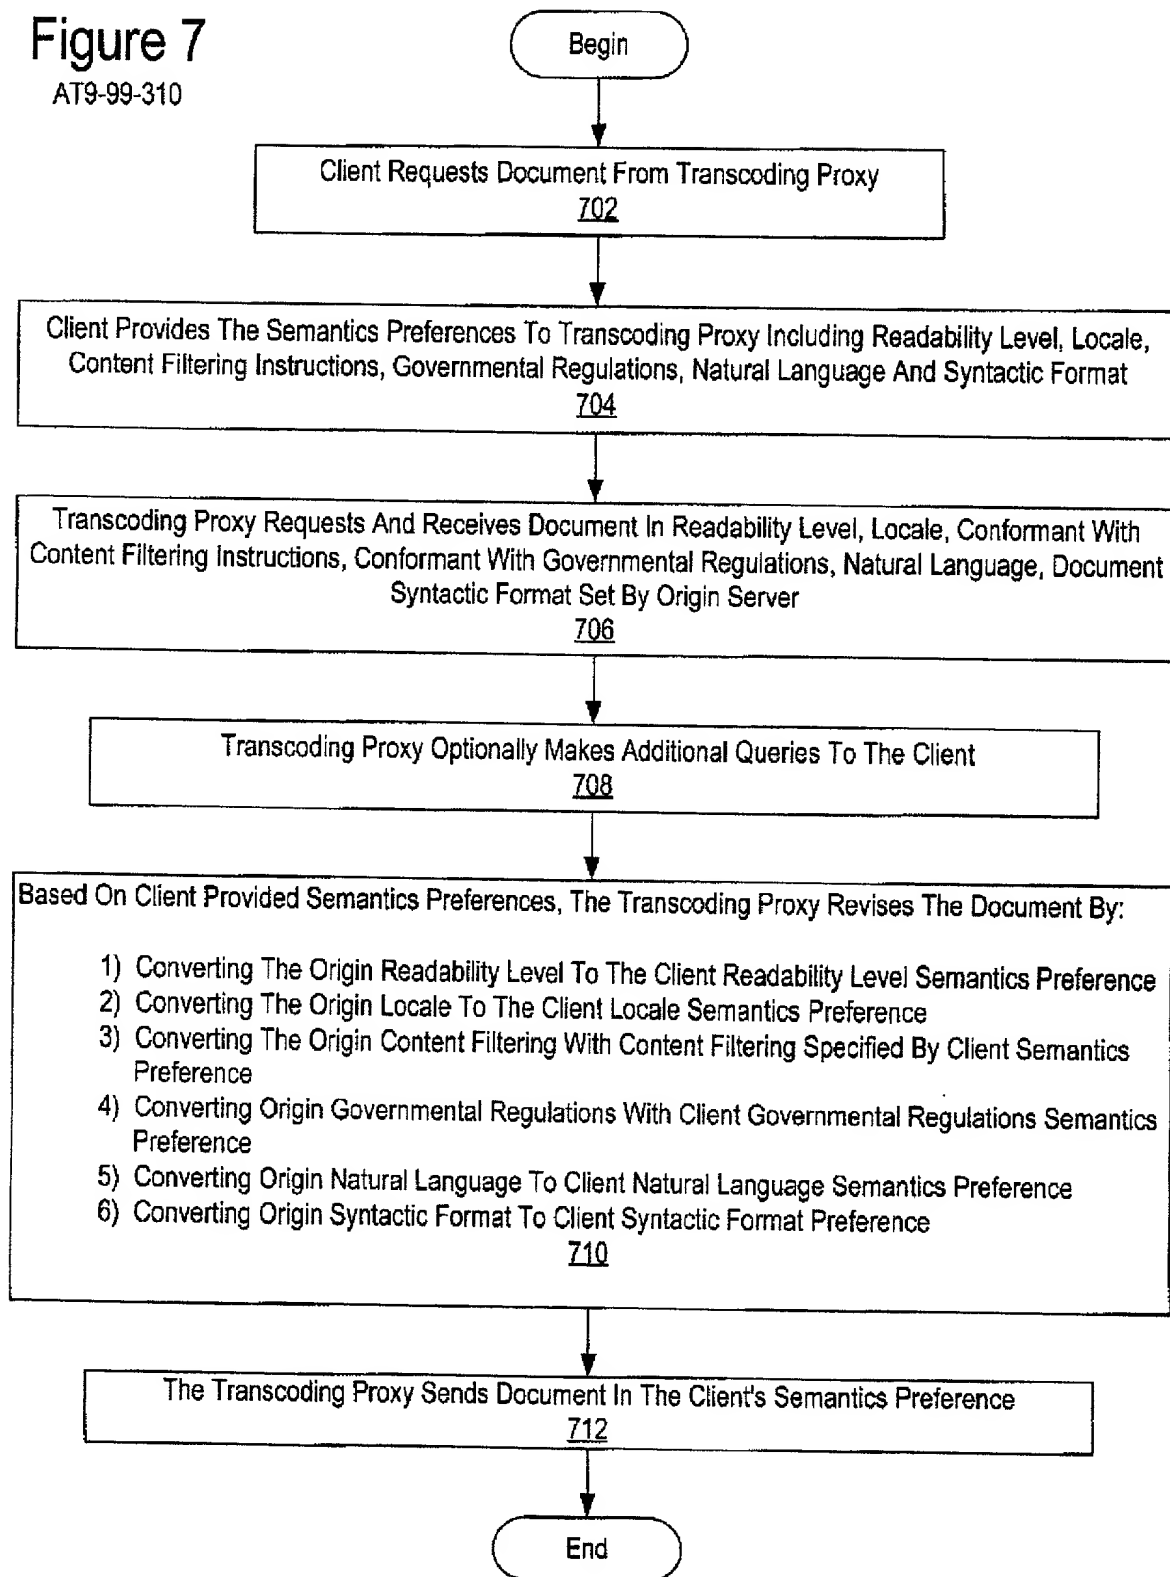 Figure 7
AT9-99-310
Begin
Client Requests Document From Transcoding Proxy
702
Client Provides The Semantics Preferences To Transcoding Proxy Including Readability Level, Locale,
Content Filtering Instructions, Governmental Regulations, Natural Language And Syntactic Format
704
Transcoding Proxy Requests And Receives Document In Readability Level, Locale, Conformant With
Content Filtering Instructions, Conformant With Governmental Regulations, Natural Language, Document
Syntactic Format Set By Origin Server
706
Transcoding Proxy Optionally Makes Additional Queries To The Client
708
Based On Client Provided Semantics Preferences, The Transcoding Proxy Revises The Document By:
1) Converting The Origin Readability Level To The Client Readability Level Semantics Preference
2) Converting The Origin Locale To The Client Locale Semantics Preference
3) Converting The Origin Content Filtering With Content Filtering Specified By Client Semantics
Preference
4) Converting Origin Governmental Regulations With Client Governmental Regulations Semantics
Preference
5) Converting Origin Natural Language To Client Natural Language Semantics Preference
6) Converting Origin Syntactic Format To Client Syntactic Format Preference
710
The Transcoding Proxy Sends Document In The Client's Semantics Preference
712
End